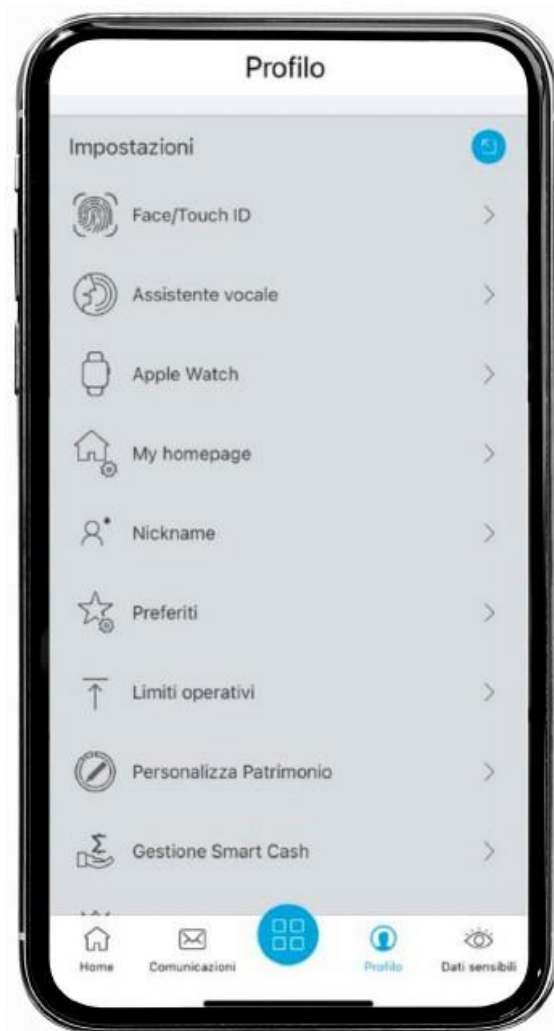 Profilo
Impostazioni
Face/Touch ID
Assistente vocale
Apple Watch
My homepage
Nickname
Preferiti
Limiti operativi
Personalizza Patrimonio
Gestione Smart Cash
Home
Comunicazioni
Profilo
Dati sensibili